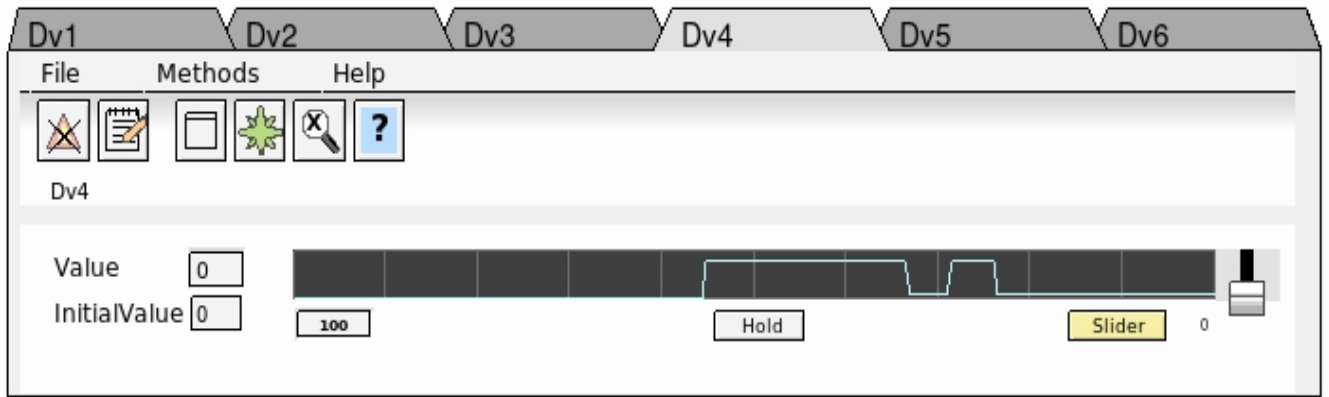 Dv1 Dv2 Dv3 Dv4 Dv5 Dv6
File Methods Help
X ?
Dv4
Value 0
InitialValue 0
100 Hold Slider 0